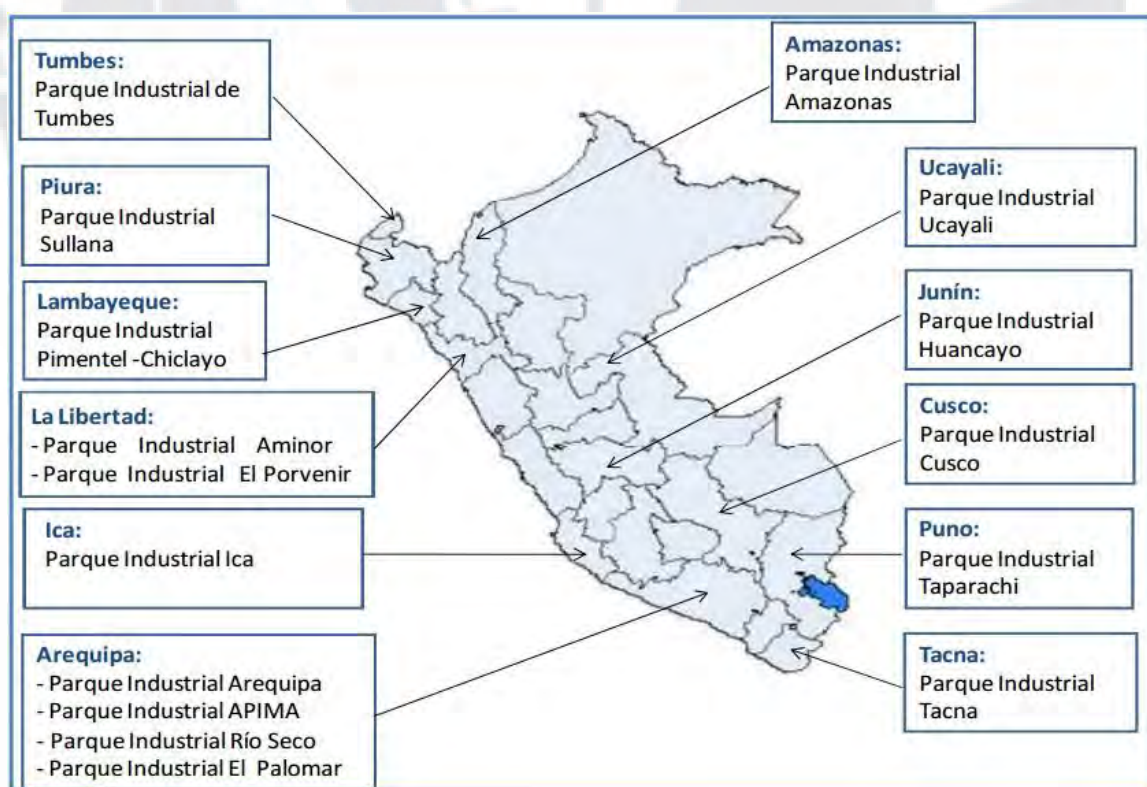 Tumbes:
Parque Industrial de
Tumbes
Piura:
Parque Industrial
Sullana
Lambayeque:
Parque Industrial
Pimentel -Chiclayo
La Libertad:
- Parque Industrial Aminor
- Parque Industrial El Porvenir
Ica:
Parque Industrial Ica
Arequipa:
- Parque Industrial Arequipa
- Parque Industrial APIMA
- Parque Industrial Río Seco
- Parque Industrial El Palomar
Amazonas:
Parque Industrial
Amazonas
Ucayali:
Parque Industrial
Ucayali
Junín:
Parque Industrial
Huancayo
Cusco:
Parque Industrial
Cusco
Puno:
Parque Industrial
Taparachi
Tacna:
Parque Industrial
Tacna